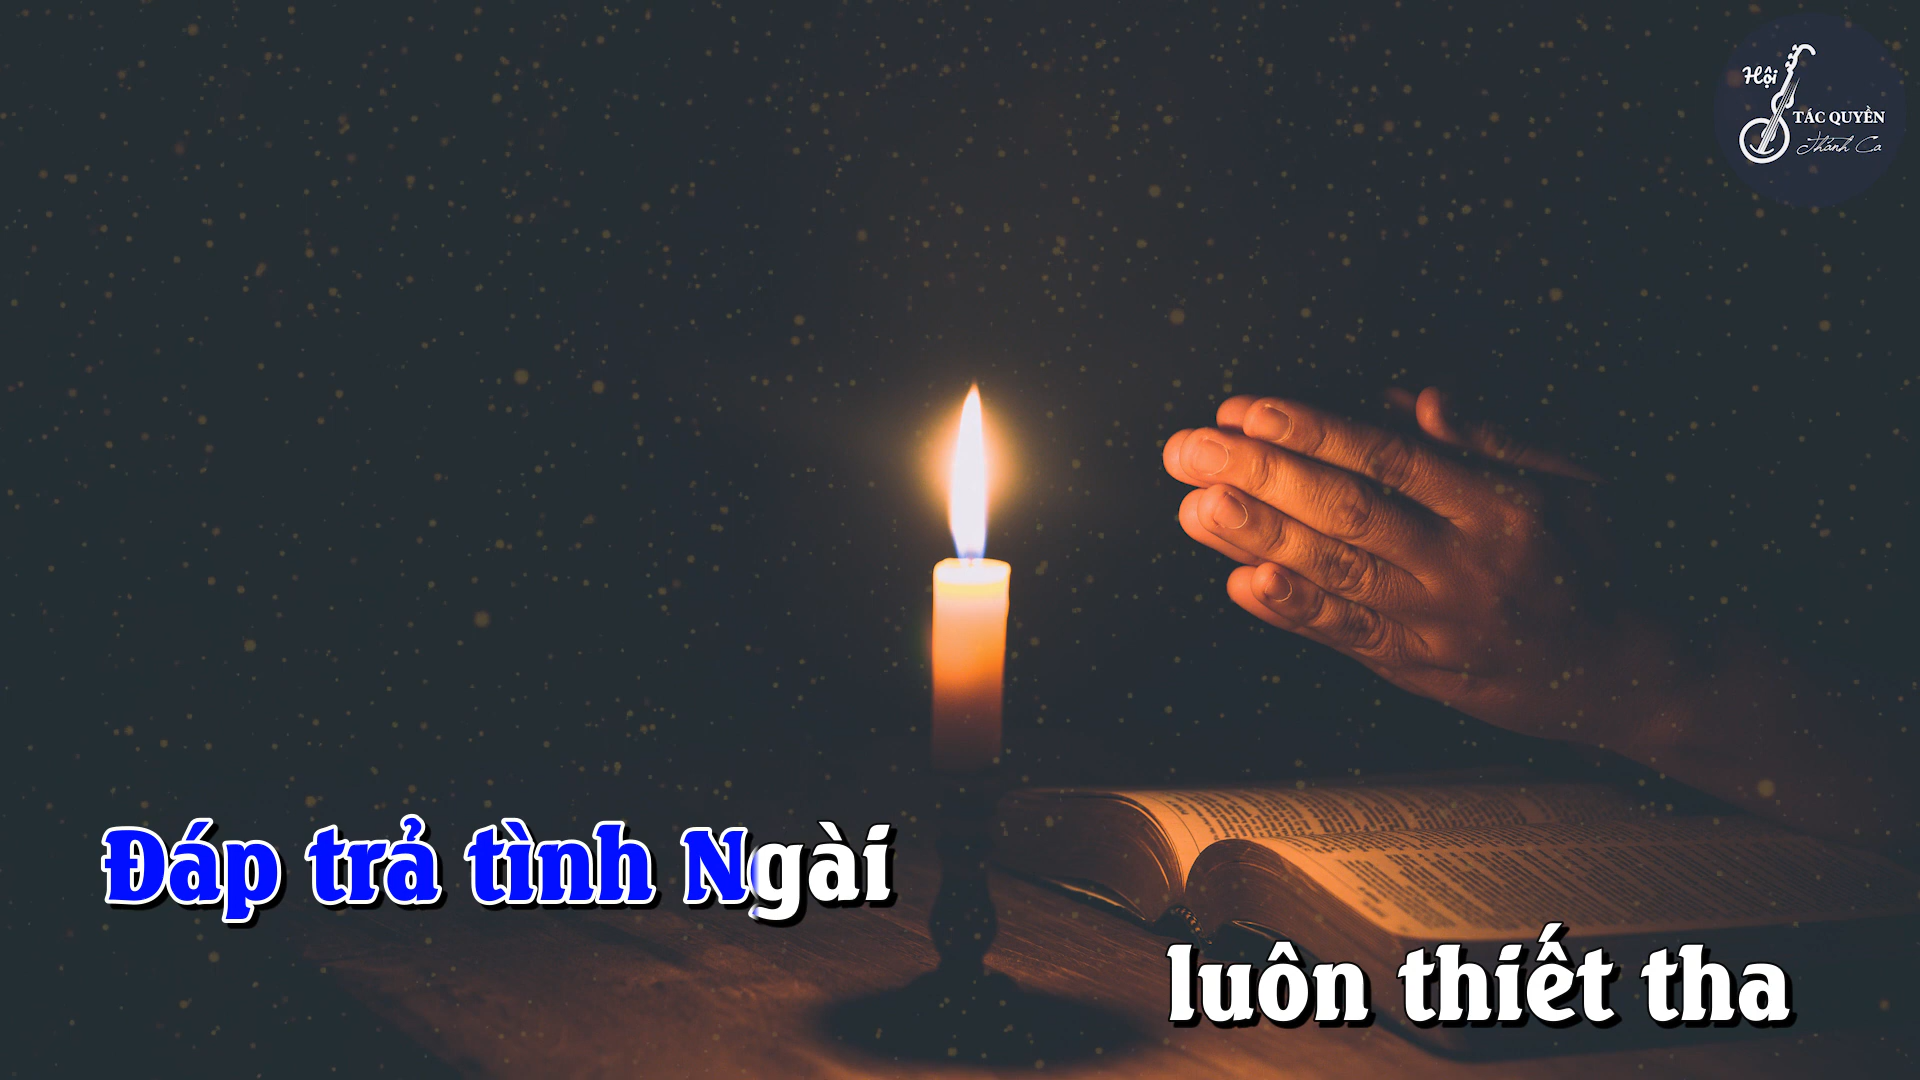 Hội
TÁC QUYỀN
Thánh Ca
Đáp trả tình Ngài
luôn thiết tha